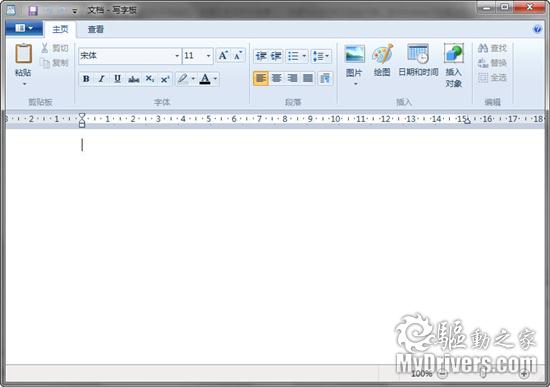 文档 - 写字板
主页 查看
粘贴 剪切 复制
宋体 11
B I U abc X₂ X² A
图片 绘图 日期和时间 插入对象
查找
替换
全选
剪贴板 字体 段落 插入 编辑
3 2 1 1 2 3 4 5 6 7 8 9 10 11 12 13 14 15 16 17 18
驱動之家
MyDrivers.com
100%